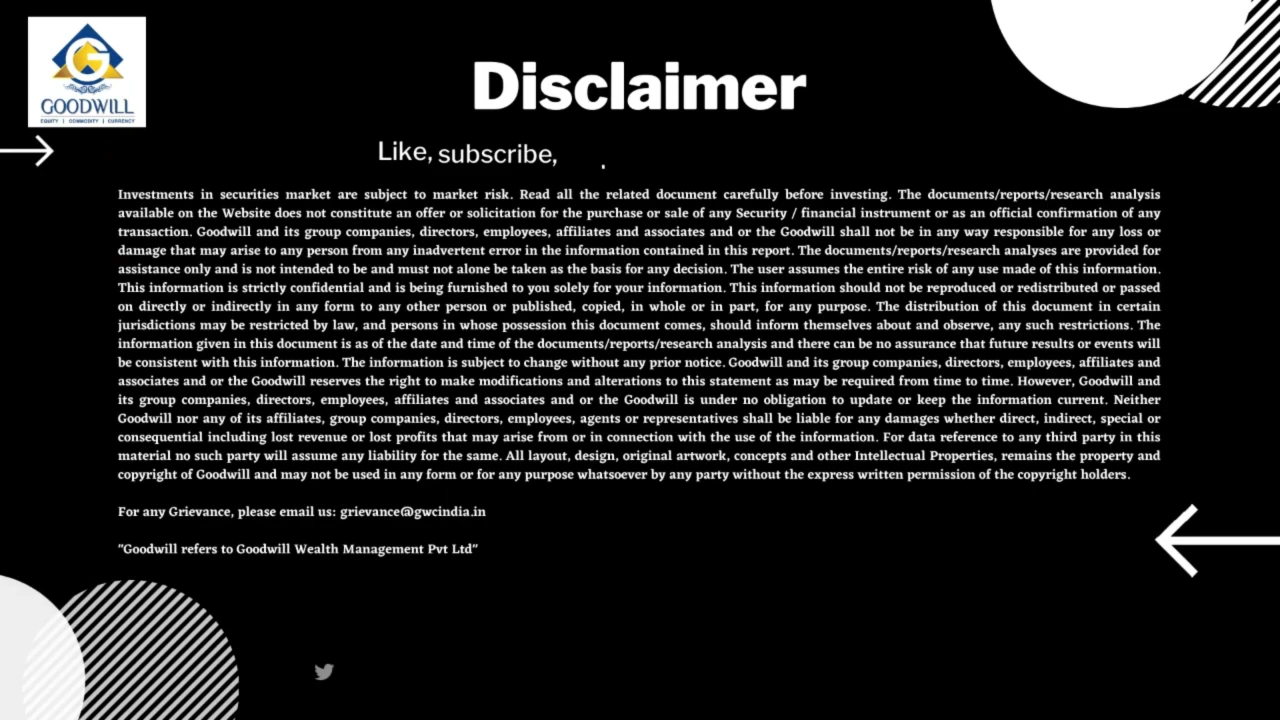 GOODWILL
EQUITY | COMMODITY | CURRENCY
Disclaimer
Like, subscribe,
Investments in securities market are subject to market risk. Read all the related document carefully before investing. The documents/reports/research analysis
available on the Website does not constitute an offer or solicitation for the purchase or sale of any Security / financial instrument or as an official confirmation of any
transaction. Goodwill and its group companies, directors, employees, affiliates and associates and or the Goodwill shall not be in any way responsible for any loss or
damage that may arise to any person from any inadvertent error in the information contained in this report. The documents/reports/research analyses are provided for
assistance only and is not intended to be and must not alone be taken as the basis for any decision. The user assumes the entire risk of any use made of this information.
This information is strictly confidential and is being furnished to you solely for your information. This information should not be reproduced or redistributed or passed
on directly or indirectly in any form to any other person or published, copied, in whole or in part, for any purpose. The distribution of this document in certain
jurisdictions may be restricted by law, and persons in whose possession this document comes, should inform themselves about and observe, any such restrictions. The
information given in this document is as of the date and time of the documents/reports/research analysis and there can be no assurance that future results or events will
be consistent with this information. The information is subject to change without any prior notice. Goodwill and its group companies, directors, employees, affiliates and
associates and or the Goodwill reserves the right to make modifications and alterations to this statement as may be required from time to time. However, Goodwill and
its group companies, directors, employees, affiliates and associates and or the Goodwill is under no obligation to update or keep the information current. Neither
Goodwill nor any of its affiliates, group companies, directors, employees, agents or representatives shall be liable for any damages whether direct, indirect, special or
consequential including lost revenue or lost profits that may arise from or in connection with the use of the information. For data reference to any third party in this
material no such party will assume any liability for the same. All layout, design, original artwork, concepts and other Intellectual Properties, remains the property and
copyright of Goodwill and may not be used in any form or for any purpose whatsoever by any party without the express written permission of the copyright holders.
For any Grievance, please email us: grievance@gwcindia.in
"Goodwill refers to Goodwill Wealth Management Pvt Ltd"